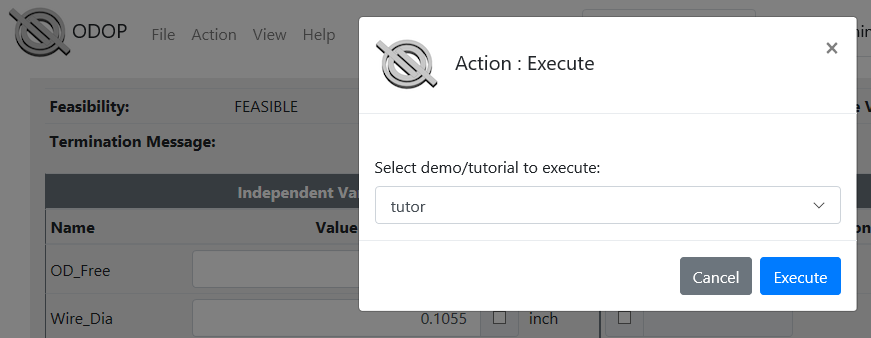 ODOP File Action View Help
Action : Execute
×
Feasibility: FEASIBLE
Termination Message:
Select demo/tutorial to execute:
tutor
Independent
Name Value
OD_Free
Cancel Execute
Wire_Dia 0.1055 inch